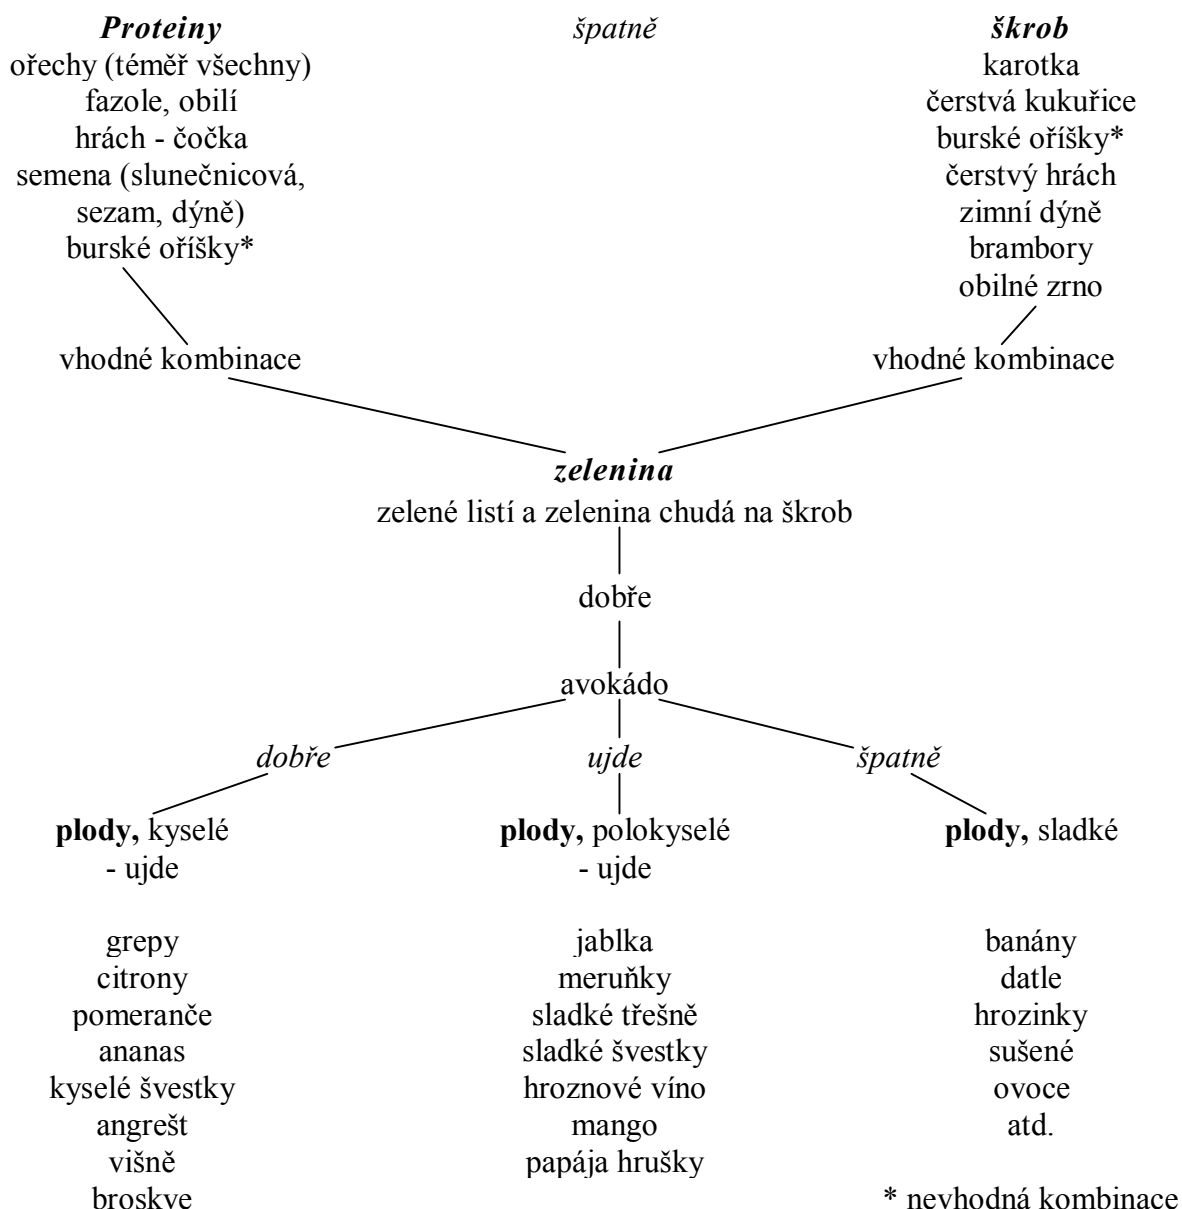 Proteiny špatně škrob
ořechy (téměř všechny) karotka
fazole, obilí čerstvá kukuřice
hrách - čočka burské oříšky*
semena (slunečnicová, čerstvý hrách
sezam, dýně) zimní dýně
burské oříšky* brambory
obilné zrno
vhodné kombinace vhodné kombinace
zelenina
zelené listí a zelenina chudá na škrob
dobře
avokádo
dobře ujde špatně
plody, kyselé plody, polokyselé plody, sladké
- ujde - ujde
grepy jablka banány
citrony meruňky datle
pomeranče sladké třešně hrozinky
ananas sladké švestky sušené
kyselé švestky hroznové víno ovoce
angrešt mango atd.
višně papája hrušky
broskve * nevhodná kombinace